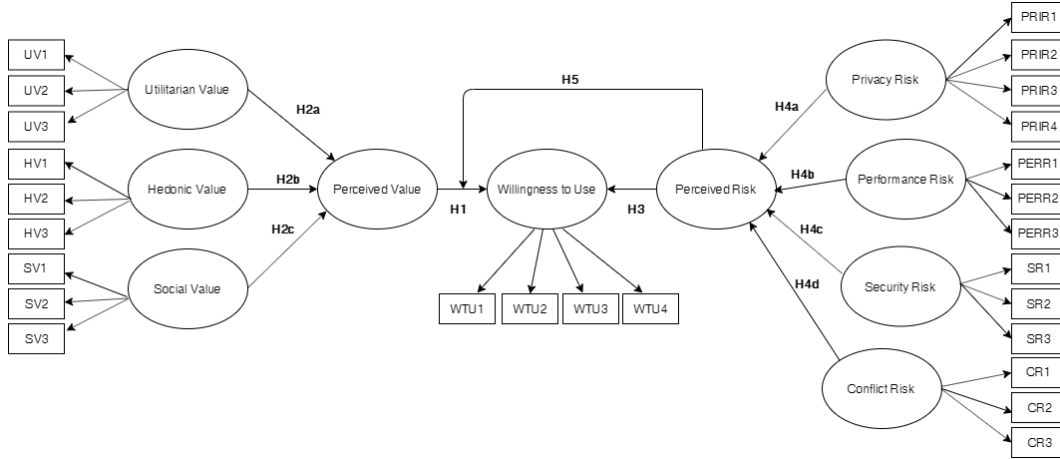 UV1
UV2
UV3
HV1
HV2
HV3
SV1
SV2
SV3
Utilitarian Value
Hedonic Value
Social Value
H2a
H2b
H2c
Perceived Value
H1
H5
Willingness to Use
WTU1
WTU2
WTU3
WTU4
H3
Perceived Risk
H4a
H4b
H4c
H4d
Privacy Risk
Performance Risk
Security Risk
Conflict Risk
PRIR1
PRIR2
PRIR3
PRIR4
PERR1
PERR2
PERR3
SR1
SR2
SR3
CR1
CR2
CR3